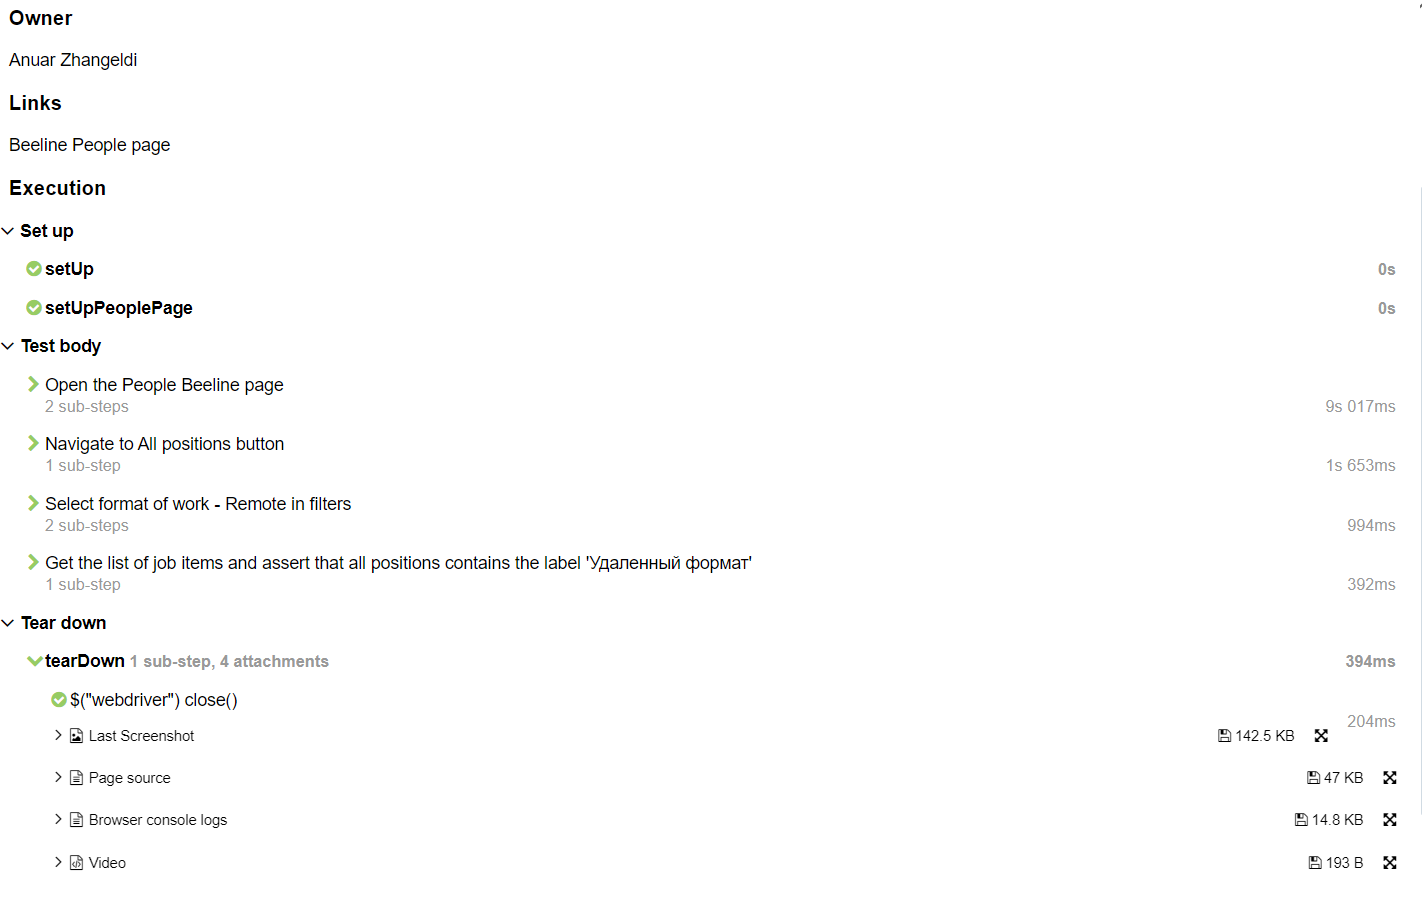 Owner
Anuar Zhangeldi
Links
Beeline People page
Execution
Set up
setUp 0s
setUpPeoplePage 0s
Test body
Open the People Beeline page
2 sub-steps 9s 017ms
Navigate to All positions button
1 sub-step 1s 653ms
Select format of work - Remote in filters
2 sub-steps 994ms
Get the list of job items and assert that all positions contains the label 'Удаленный формат'
1 sub-step 392ms
Tear down
tearDown 1 sub-step, 4 attachments 394ms
$("webdriver") close()
204ms
Last Screenshot 142.5 KB
Page source 47 KB
Browser console logs 14.8 KB
Video 193 B